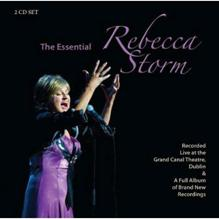 2 CD SET
The Essential
Rebecca
Storm
Recorded
Live at the
Grand Canal Theatre,
Dublin
&
A Full Album
of Brand New
Recordings